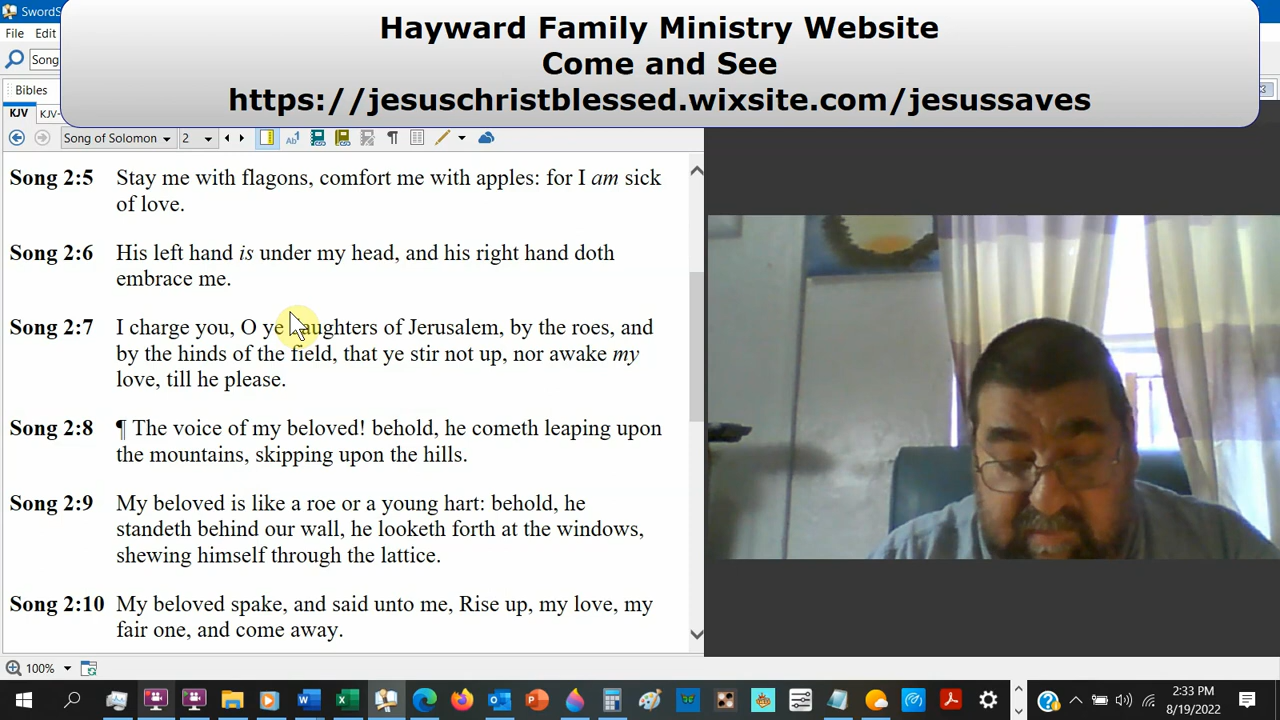 SwordS
Hayward Family Ministry Website
Come and See
https://jesuschristblessed.wixsite.com/jesussaves
File Edit
Song
Bibles
KJV KJV-
Song of Solomon 2
Song 2:5 Stay me with flagons, comfort me with apples: for I am sick
of love.
Song 2:6 His left hand is under my head, and his right hand doth
embrace me.
Song 2:7 I charge you, O ye daughters of Jerusalem, by the roes, and
by the hinds of the field, that ye stir not up, nor awake my
love, till he please.
Song 2:8 ¶ The voice of my beloved! behold, he cometh leaping upon
the mountains, skipping upon the hills.
Song 2:9 My beloved is like a roe or a young hart: behold, he
standeth behind our wall, he looketh forth at the windows,
shewing himself through the lattice.
Song 2:10 My beloved spake, and said unto me, Rise up, my love, my
fair one, and come away.
100%
2:33 PM
8/19/2022